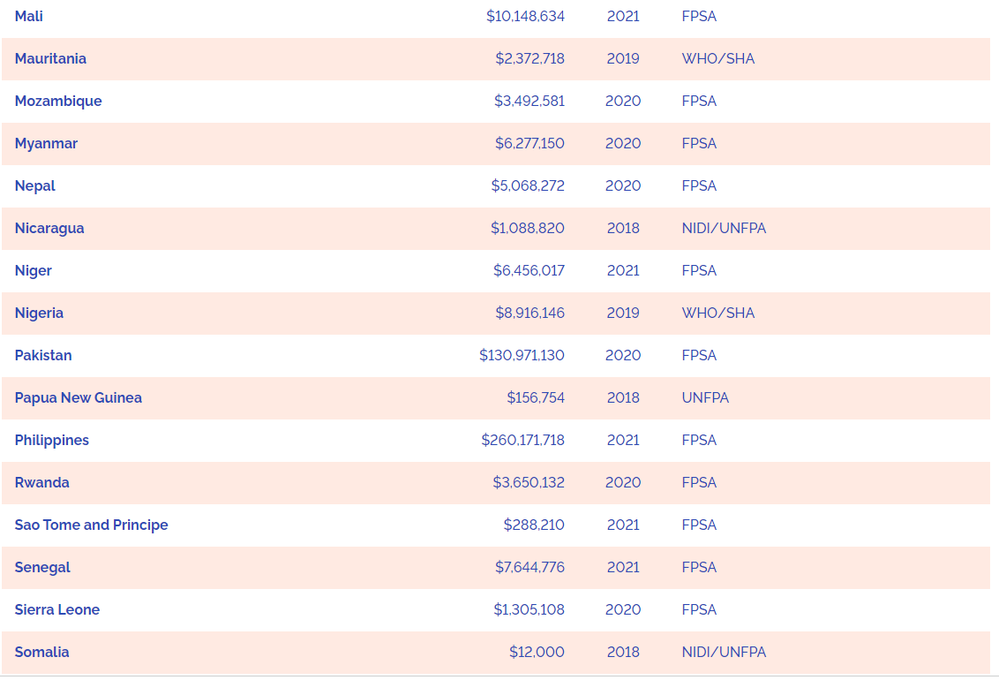 Mali $10,148,634 2021 FPSA
Mauritania $2,372,718 2019 WHO/SHA
Mozambique $3,492,581 2020 FPSA
Myanmar $6,277,150 2020 FPSA
Nepal $5,068,272 2020 FPSA
Nicaragua $1,088,820 2018 NIDI/UNFPA
Niger $6,456,017 2021 FPSA
Nigeria $8,916,146 2019 WHO/SHA
Pakistan $130,971,130 2020 FPSA
Papua New Guinea $156,754 2018 UNFPA
Philippines $260,171,718 2021 FPSA
Rwanda $3,650,132 2020 FPSA
Sao Tome and Principe $288,210 2021 FPSA
Senegal $7,644,776 2021 FPSA
Sierra Leone $1,305,108 2020 FPSA
Somalia $12,000 2018 NIDI/UNFPA